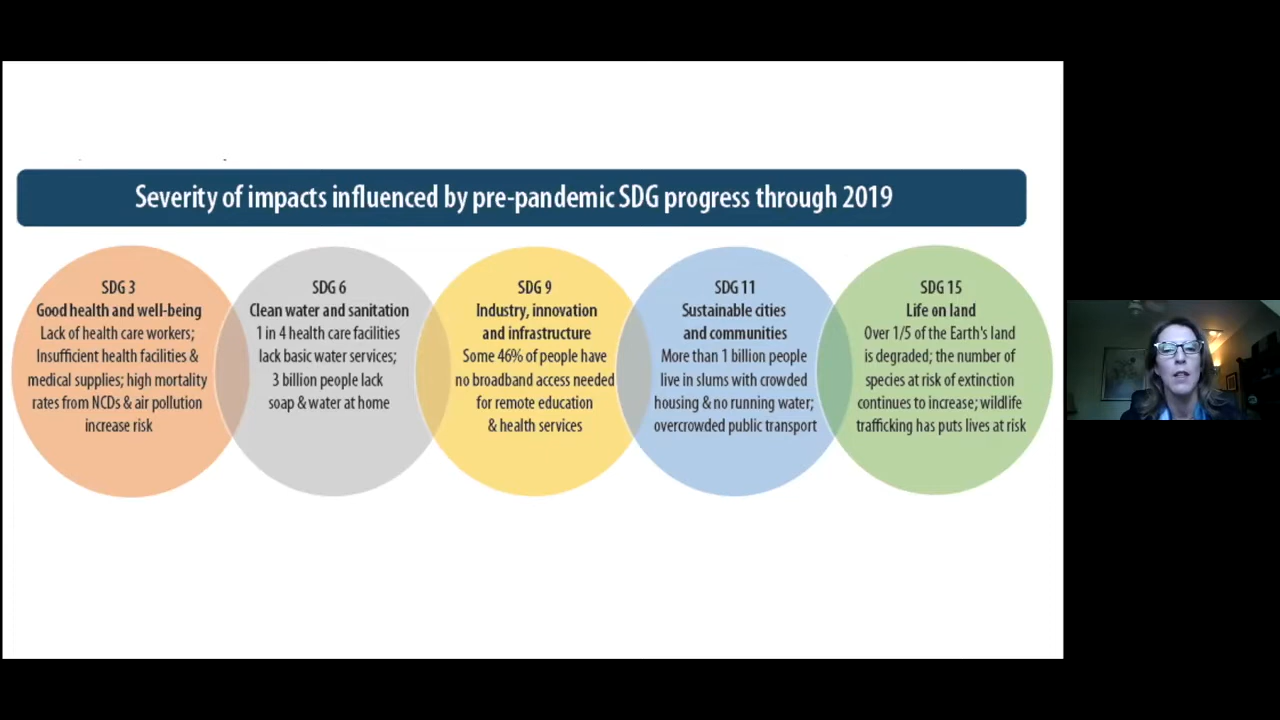 Severity of impacts influenced by pre-pandemic SDG progress through 2019
SDG 3
Good health and well-being
Lack of health care workers;
Insufficient health facilities &
medical supplies; high mortality
rates from NCDs & air pollution
increase risk
SDG 6
Clean water and sanitation
1 in 4 health care facilities
lack basic water services;
3 billion people lack
soap & water at home
SDG 9
Industry, innovation
and infrastructure
Some 46% of people have
no broadband access needed
for remote education
& health services
SDG 11
Sustainable cities
and communities
More than 1 billion people
live in slums with crowded
housing & no running water;
overcrowded public transport
SDG 15
Life on land
Over 1/5 of the Earth's land
is degraded; the number of
species at risk of extinction
continues to increase; wildlife
trafficking has puts lives at risk